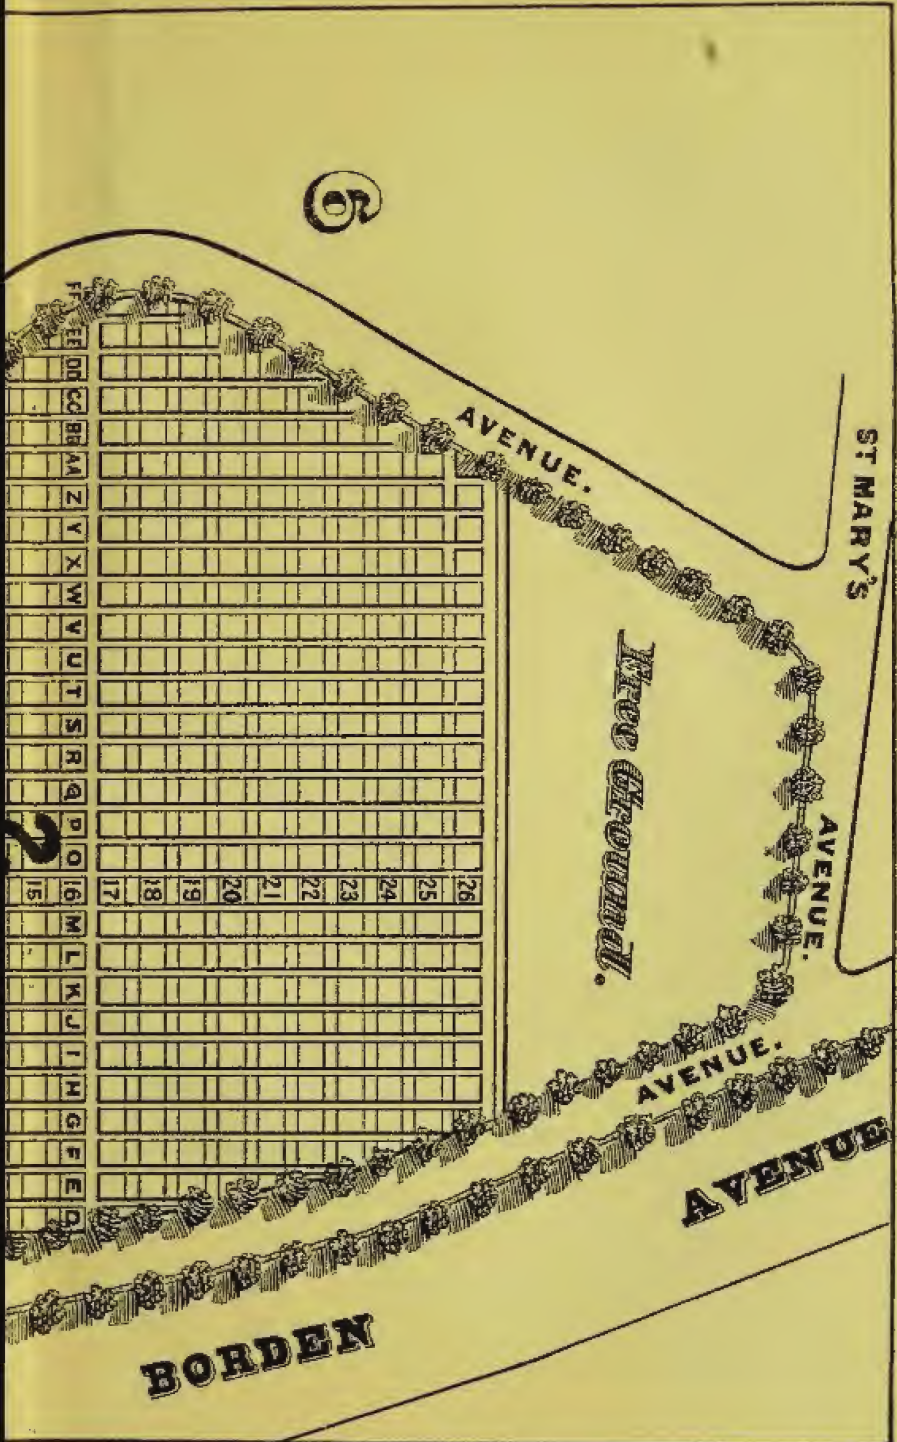 6
FF
EE
DD
CC
BB
AA
Z
Y
X
W
V
U
T
S
R
Q
P
O
15 16 17 18 19 20 21 22 23 24 25 26
M
L
K
J
I
H
G
F
E
D
2
AVENUE.
ST MARY'S AVENUE.
Free Ground.
AVENUE.
BORDEN AVENUE